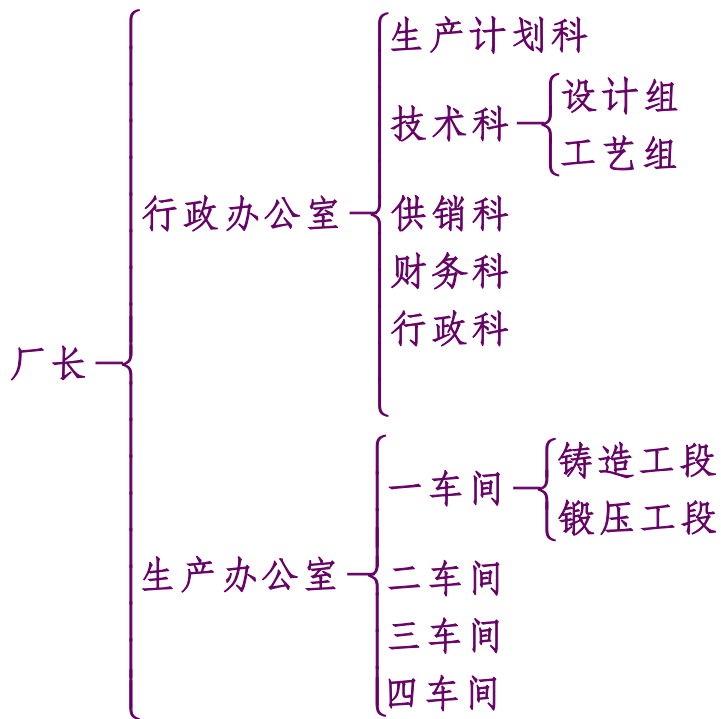 厂长
行政办公室
生产计划科
技术科
设计组
工艺组
供销科
财务科
行政科
生产办公室
一车间
铸造工段
锻压工段
二车间
三车间
四车间